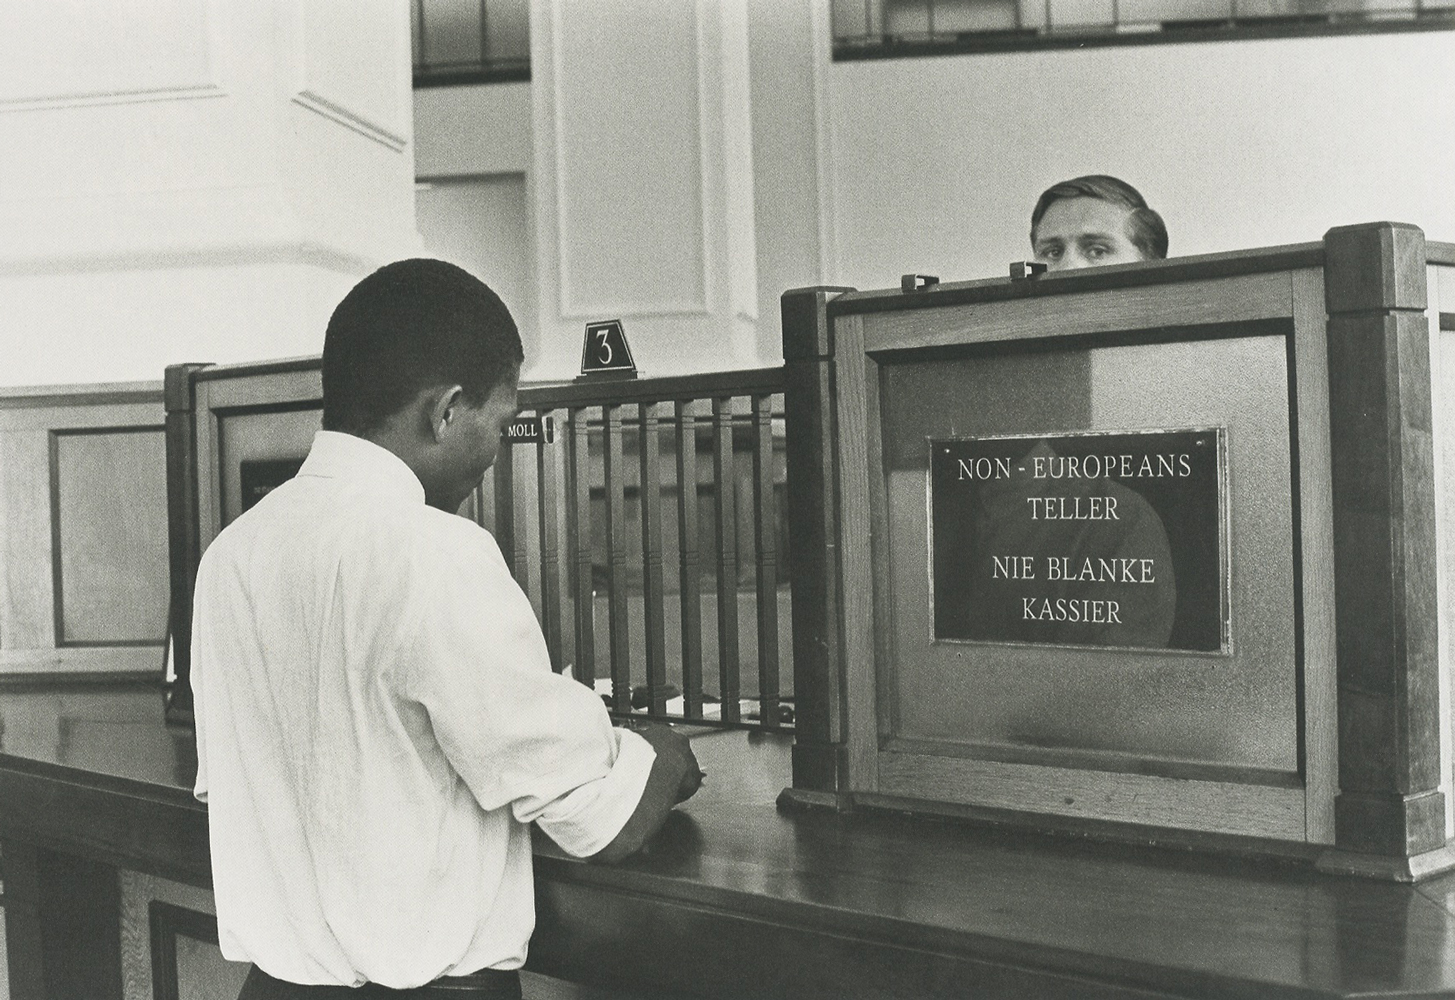 3
MOLL
NON-EUROPEANS
TELLER
NIE BLANKE
KASSIER